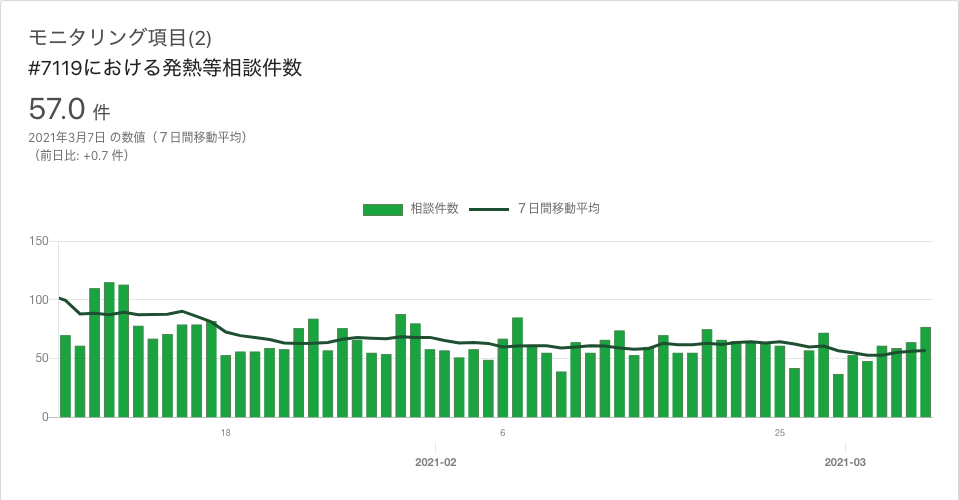 モニタリング項目(2)
#7119における発熱等相談件数
57.0 件
2021年3月7日 の数値（７日間移動平均）
（前日比: +0.7 件）
相談件数 ７日間移動平均
150
100
50
0
18 6 25
2021-02 2021-03